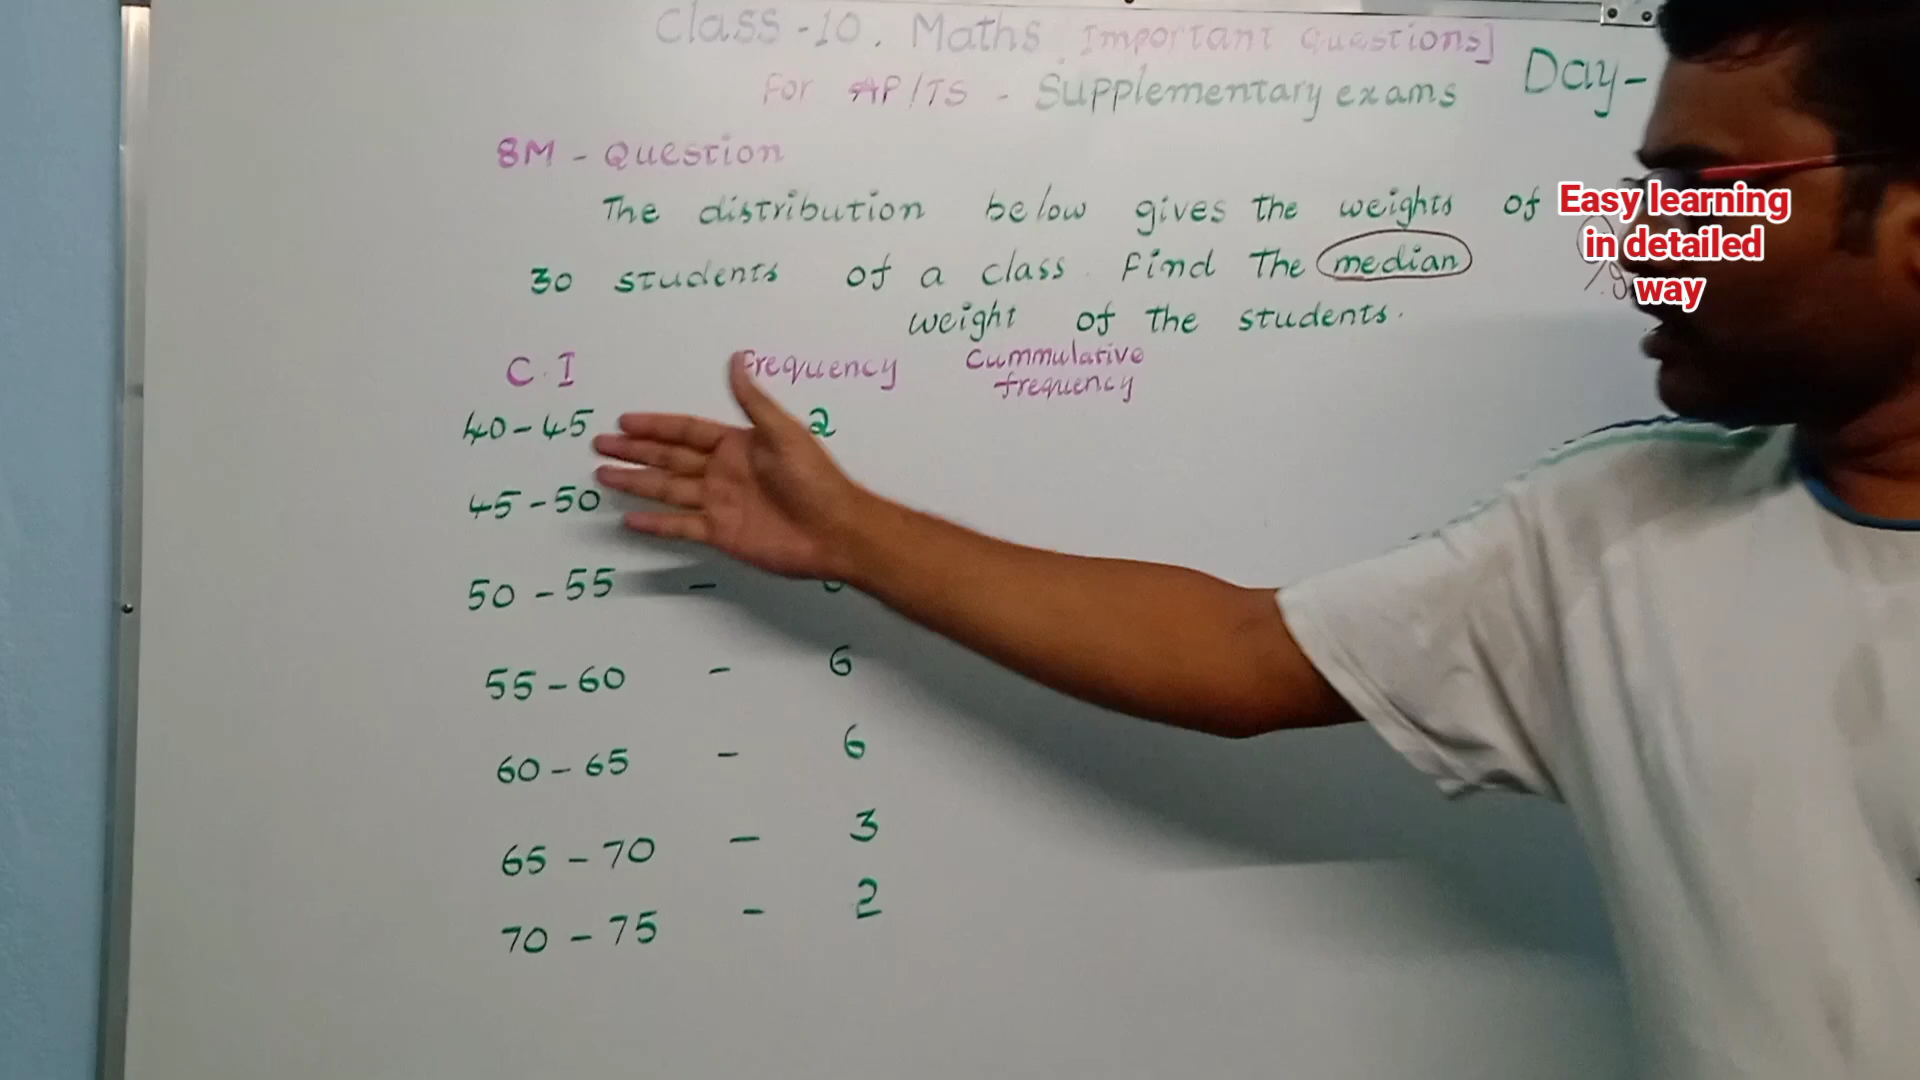 Class-10. Maths Important Questions]
For AP/TS - Supplementary exams
Day-
8M - Question
The distribution below gives the weights of
30 students of a class. Find the median
weight of the students.
Easy learning
in detailed
way
C.I Frequency Cummulative
frequency
40-45 2
45-50
50-55 -
55-60 - 6
60-65 - 6
65-70 - 3
70-75 - 2